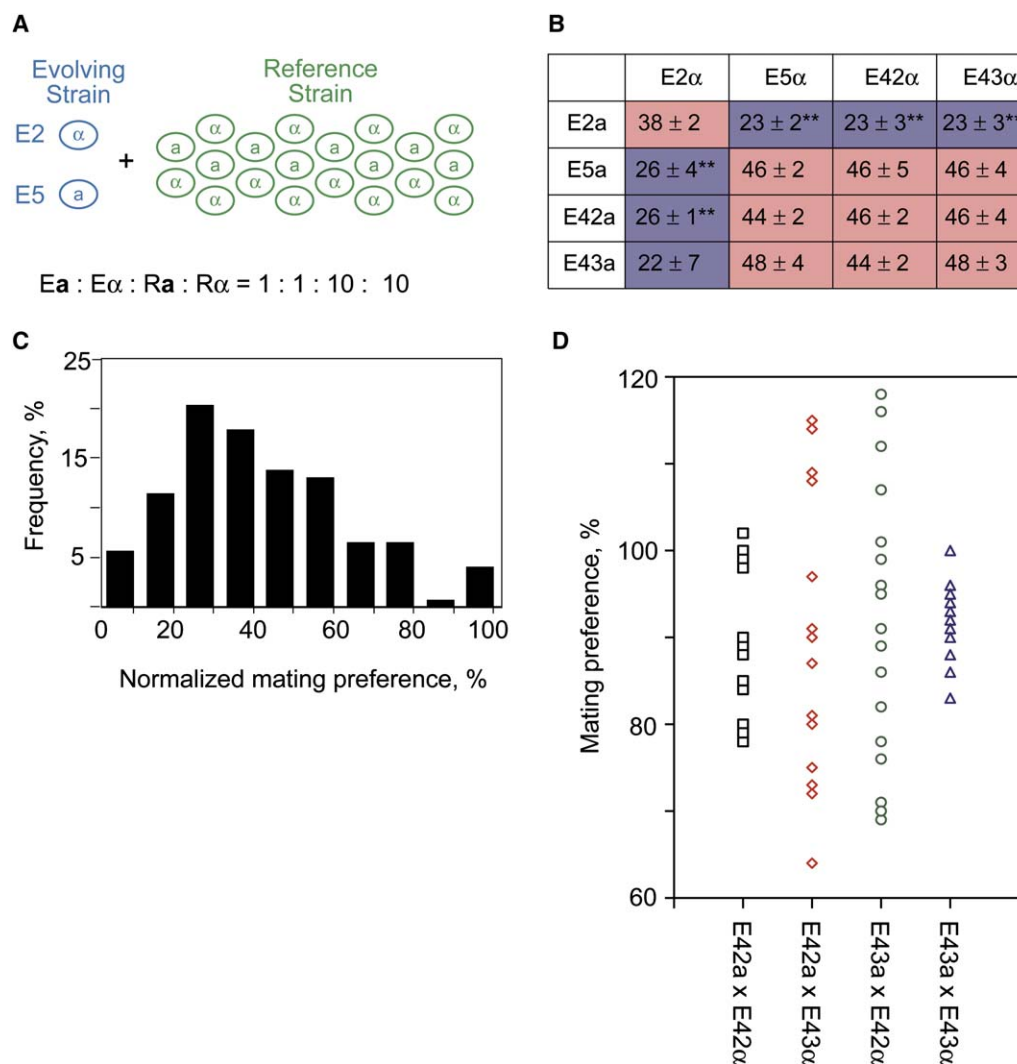 A
Evolving
Strain
Reference
Strain
E2 α
+
E5 a
α α α α
a a a a
α α α α
a a a a
α α α α
α α α α
Ea : Eα : Ra : Rα = 1 : 1 : 10 : 10
B
E2α E5α E42α E43α
E2a 38 ± 2 23 ± 2** 23 ± 3** 23 ± 3**
E5a 26 ± 4** 46 ± 2 46 ± 5 46 ± 4
E42a 26 ± 1** 44 ± 2 46 ± 2 46 ± 4
E43a 22 ± 7 48 ± 4 44 ± 2 48 ± 3
C
25
15
5
Frequency, %
0 20 40 60 80 100
Normalized mating preference, %
D
120
100
80
60
Mating preference, %
E42a x E42α
E42a x E43α
E43a x E42α
E43a x E43α